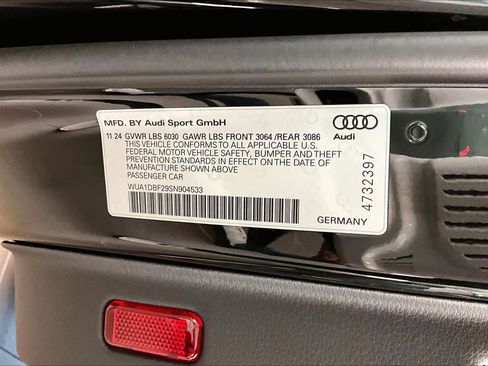 MFD. BY Audi Sport GmbH
11 24 GVWR LBS 6030 GAWR LBS FRONT 3064 /REAR 3086
THIS VEHICLE CONFORMS TO ALL APPLICABLE U.S.
FEDERAL MOTOR VEHICLE SAFETY, BUMPER AND THEFT
PREVENTION STANDARDS IN EFFECT ON THE DATE OF
MANUFACTURE SHOWN ABOVE
PASSENGER CAR
WUA1DBF29SN904533
Audi
4732397
GERMANY